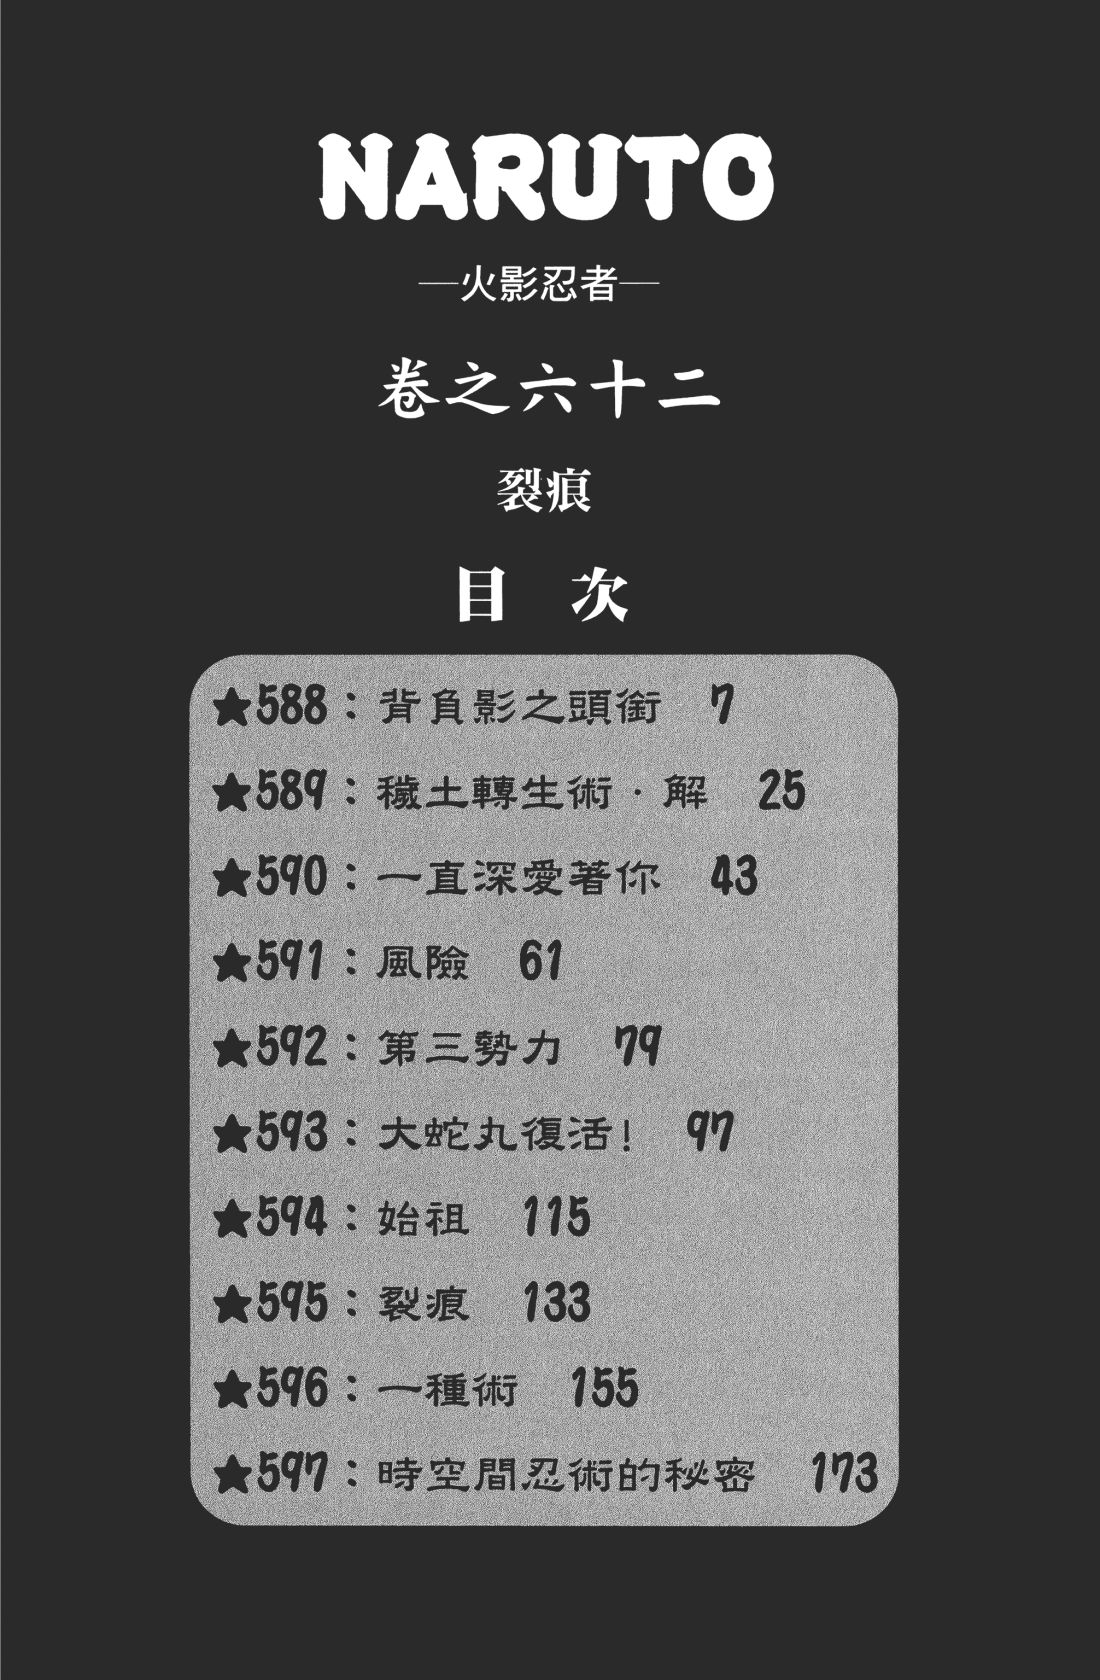 NARUTO
—火影忍者—
卷之六十二
裂痕
目 次
★588：背負影之頭銜 7
★589：穢土轉生術·解 25
★590：一直深愛著你 43
★591：風險 61
★592：第三勢力 79
★593：大蛇丸復活！ 97
★594：始祖 115
★595：裂痕 133
★596：一種術 155
★597：時空間忍術的秘密 173